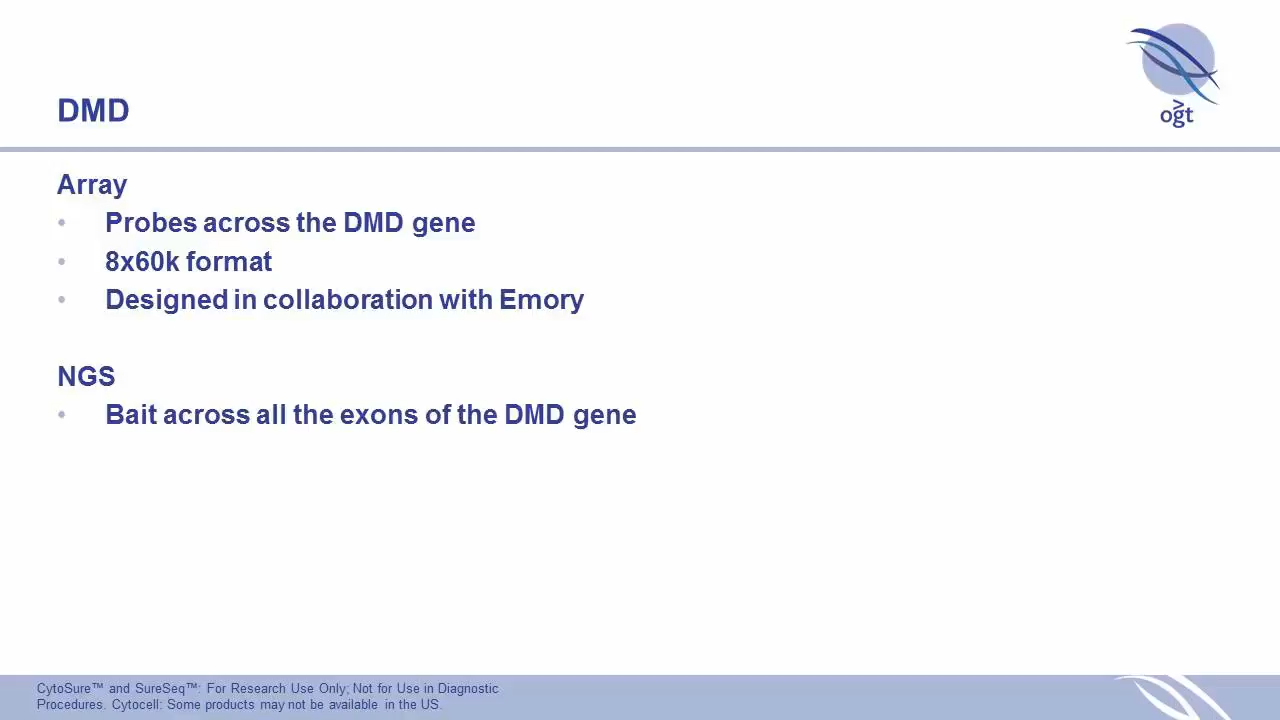 ogt
DMD
Array
• Probes across the DMD gene
• 8x60k format
• Designed in collaboration with Emory
NGS
• Bait across all the exons of the DMD gene
CytoSure™ and SureSeq™: For Research Use Only; Not for Use in Diagnostic
Procedures. Cytocell: Some products may not be available in the US.